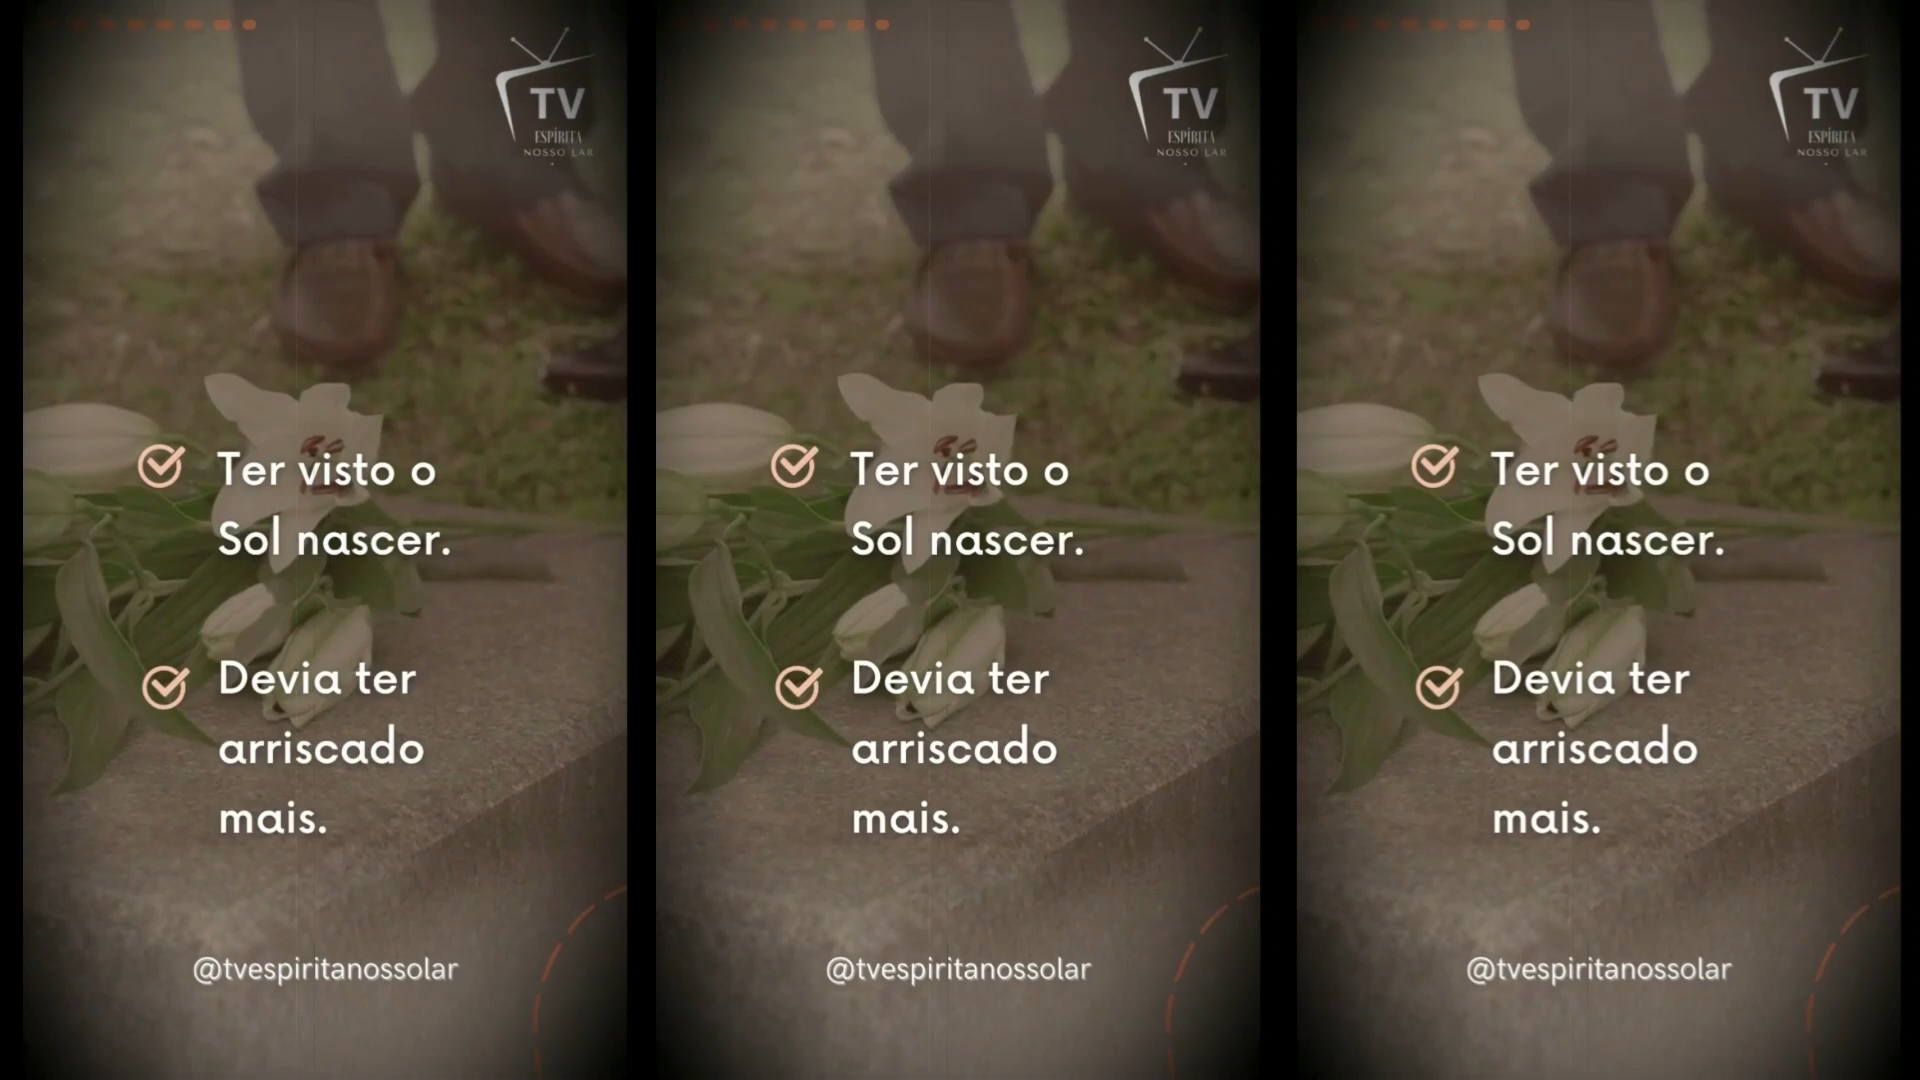 TV
ESPÍRITA
NOSSO LAR
Ter visto o
Sol nascer.
Devia ter
arriscado
mais.
@tvespiritanossolar
TV
ESPÍRITA
NOSSO LAR
Ter visto o
Sol nascer.
Devia ter
arriscado
mais.
@tvespiritanossolar
TV
ESPÍRITA
NOSSO LAR
Ter visto o
Sol nascer.
Devia ter
arriscado
mais.
@tvespiritanossolar